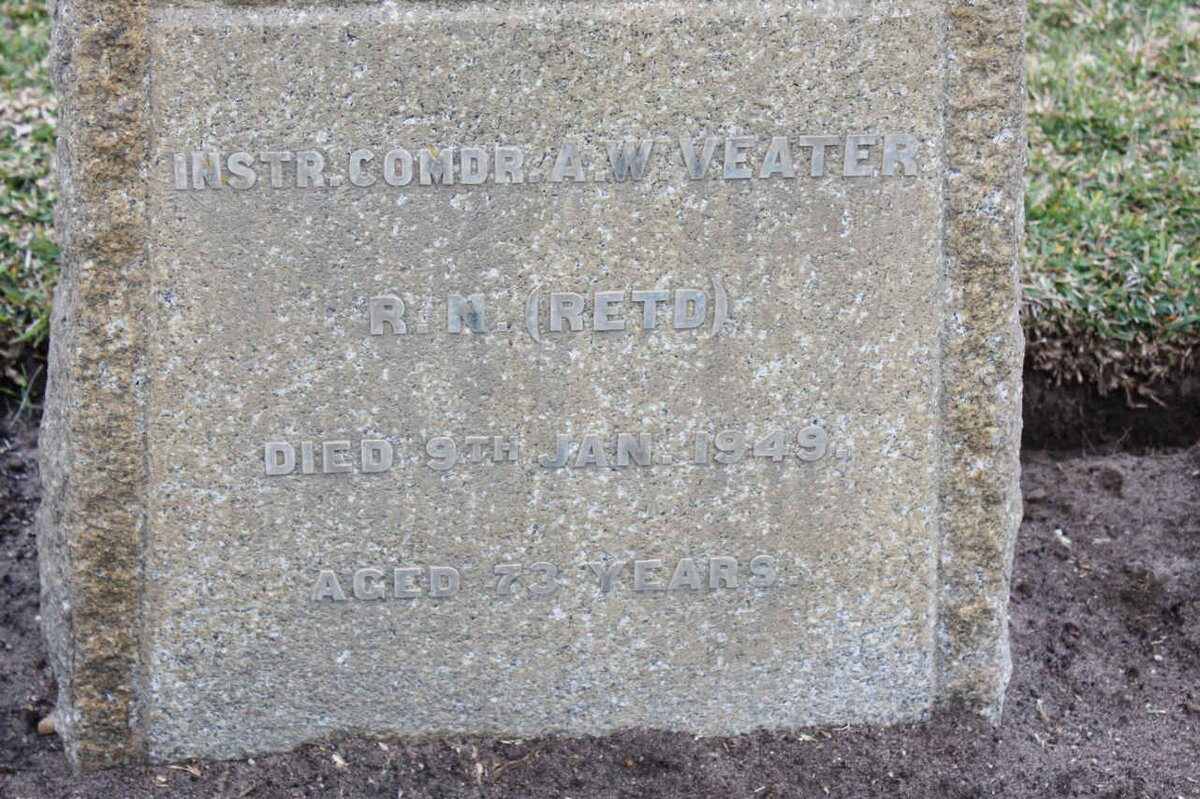 INSTR. COMDR. A. W. VEATER
R. N. (RETD)
DIED 9TH JAN. 1949.
AGED 73 YEARS.